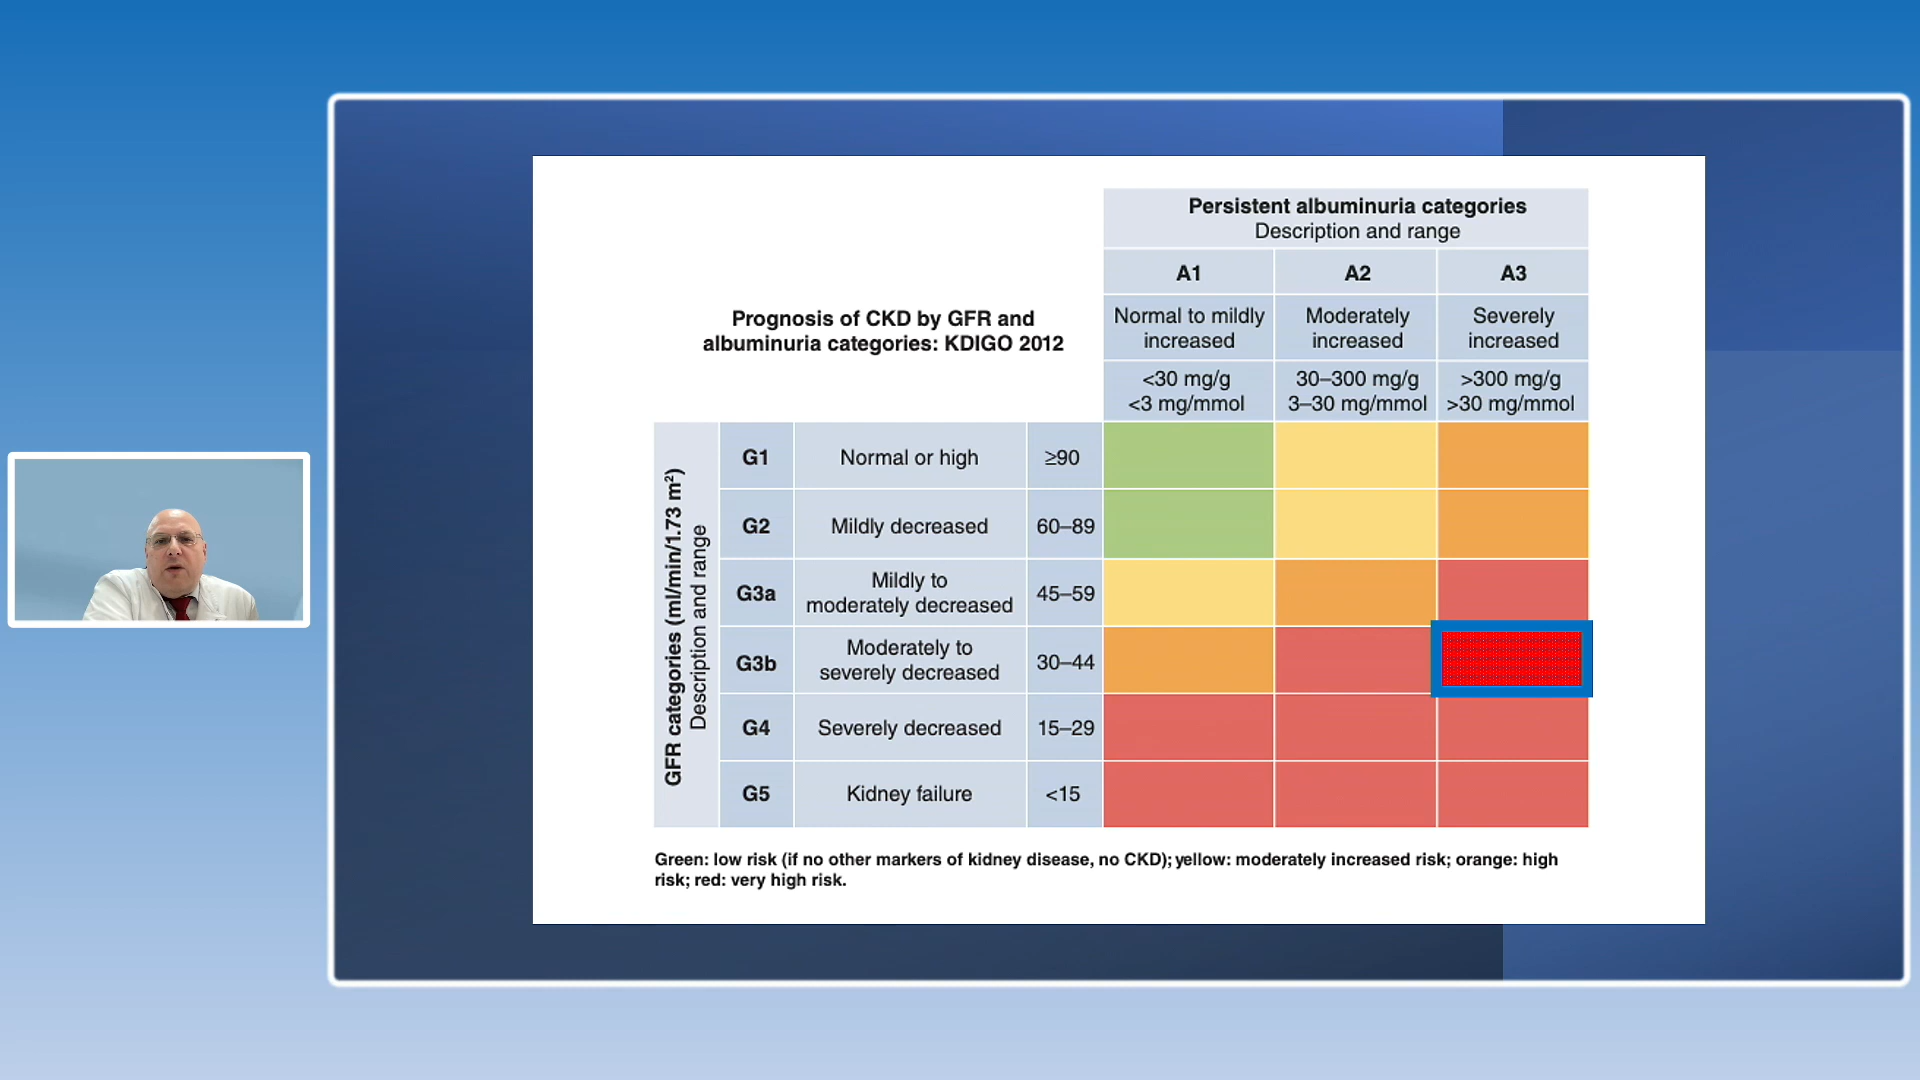 Persistent albuminuria categories
Description and range
A1
A2
A3
Prognosis of CKD by GFR and
albuminuria categories: KDIGO 2012
Normal to mildly
increased
Moderately
increased
Severely
increased
<30 mg/g
<3 mg/mmol
30–300 mg/g
3–30 mg/mmol
>300 mg/g
>30 mg/mmol
GFR categories (ml/min/1.73 m²)
Description and range
G1
Normal or high
≥90
G2
Mildly decreased
60–89
G3a
Mildly to
moderately decreased
45–59
G3b
Moderately to
severely decreased
30–44
G4
Severely decreased
15–29
G5
Kidney failure
<15
Green: low risk (if no other markers of kidney disease, no CKD); yellow: moderately increased risk; orange: high
risk; red: very high risk.